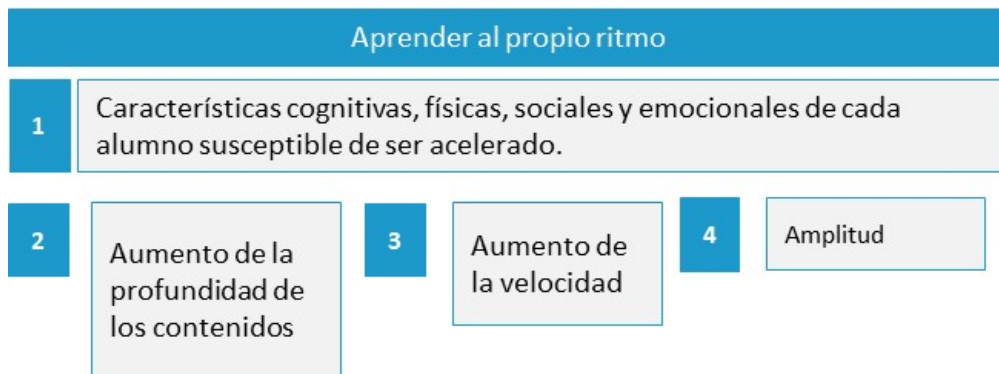 Aprender al propio ritmo
1
Características cognitivas, físicas, sociales y emocionales de cada
alumno susceptible de ser acelerado.
2
Aumento de la
profundidad de
los contenidos
3
Aumento de
la velocidad
4
Amplitud